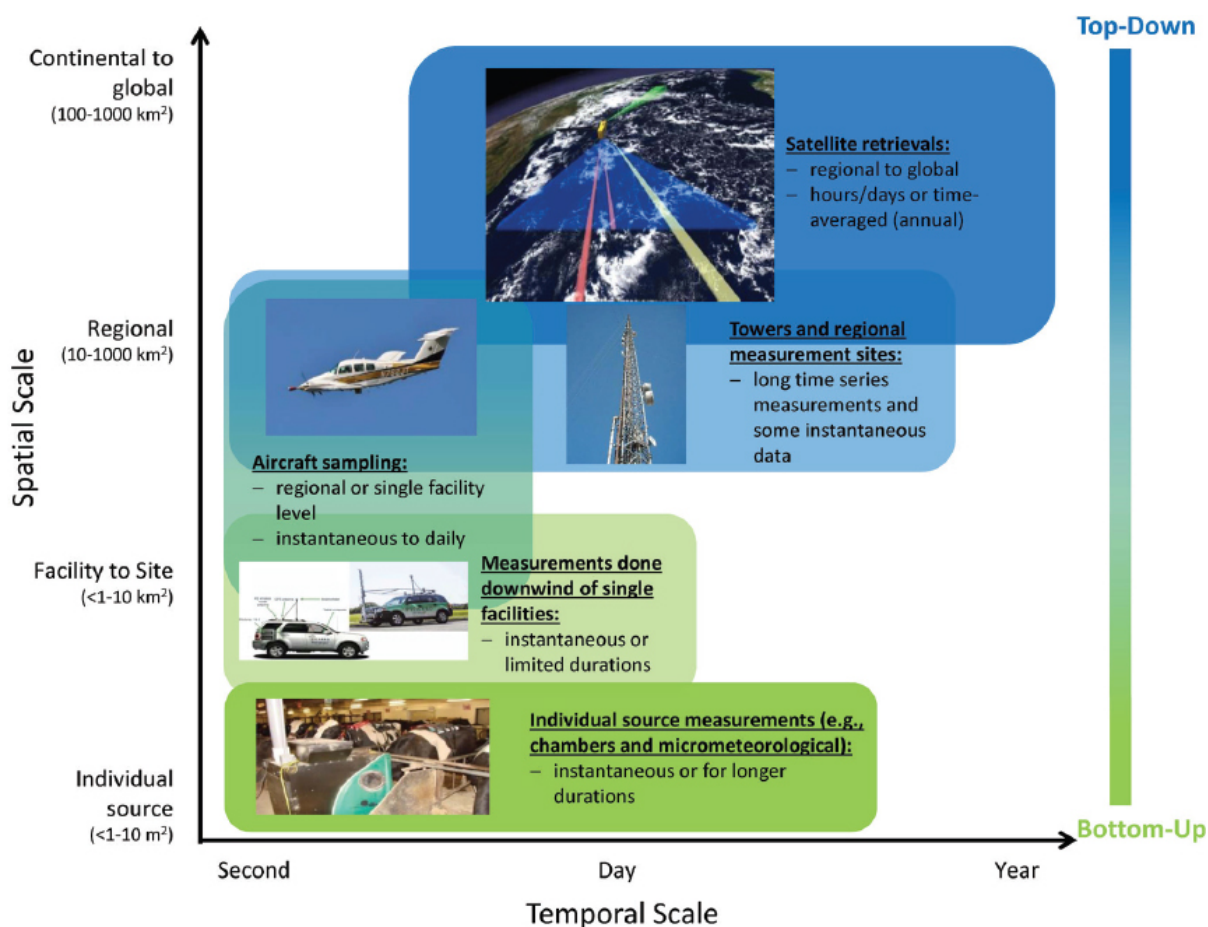 Top-Down
Continental to
global
(100-1000 km²)
Satellite retrievals:
– regional to global
– hours/days or time-
averaged (annual)
Regional
(10-1000 km²)
Towers and regional
measurement sites:
– long time series
measurements and
some instantaneous
data
Spatial Scale
Aircraft sampling:
– regional or single facility
level
– instantaneous to daily
Facility to Site
(<1-10 km²)
Measurements done
downwind of single
facilities:
– instantaneous or
limited durations
Individual source measurements (e.g.,
chambers and micrometeorological):
– instantaneous or for longer
durations
Individual
source
(<1-10 m²)
Bottom-Up
Second
Day
Year
Temporal Scale